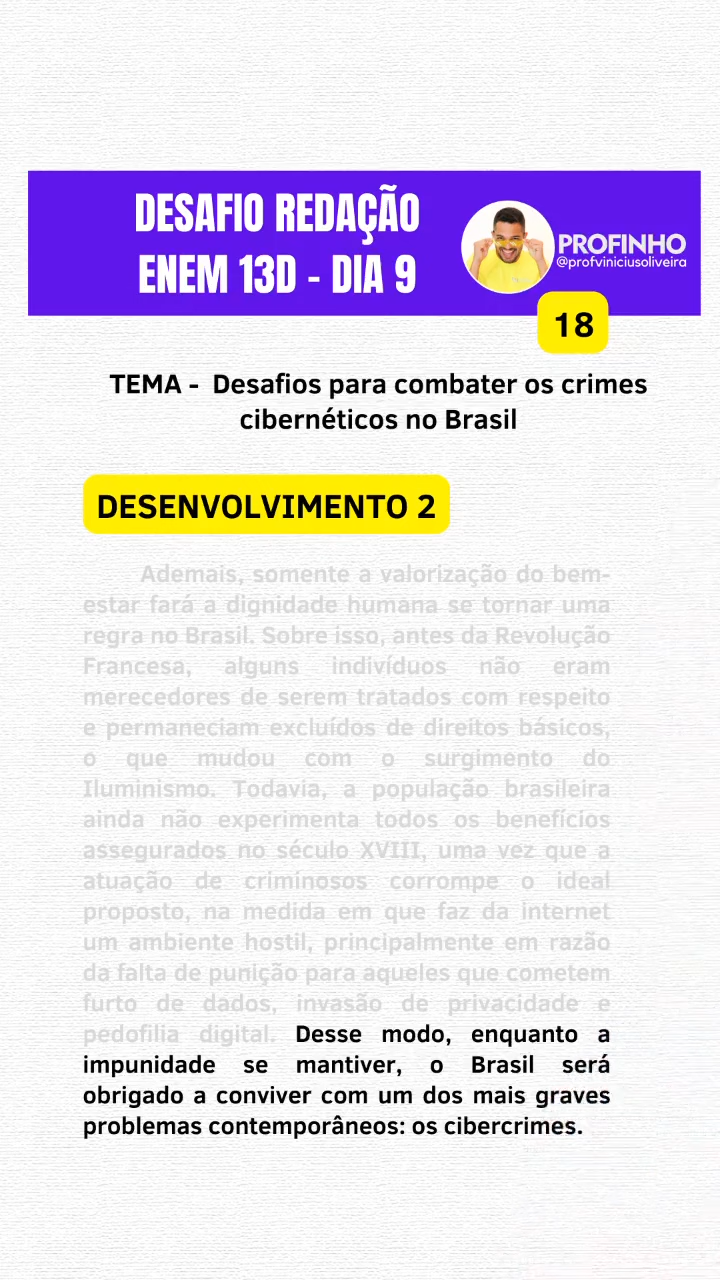 DESAFIO REDAÇÃO
ENEM 13D - DIA 9
PROFINHO
@profviniciusoliveira
18
TEMA - Desafios para combater os crimes
cibernéticos no Brasil
DESENVOLVIMENTO 2
Ademais, somente a valorização do bem-
estar fará a dignidade humana se tornar uma
regra no Brasil. Sobre isso, antes da Revolução
Francesa, alguns indivíduos não eram
merecedores de serem tratados com respeito
e permaneciam excluídos de direitos básicos,
o que mudou com o surgimento do
Iluminismo. Todavia, a população brasileira
ainda não experimenta todos os benefícios
assegurados no século XVIII, uma vez que a
atuação de criminosos corrompe o ideal
proposto, na medida em que faz da internet
um ambiente hostil, principalmente em razão
da falta de punição para aqueles que cometem
furto de dados, invasão de privacidade e
pedofilia digital. Desse modo, enquanto a
impunidade se mantiver, o Brasil será
obrigado a conviver com um dos mais graves
problemas contemporâneos: os cibercrimes.